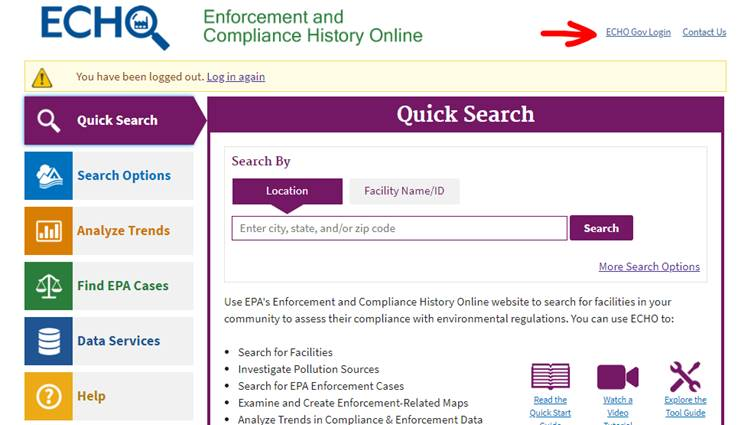 ECHO
Enforcement and
Compliance History Online
ECHO Gov Login
Contact Us
You have been logged out. Log in again
Quick Search
Search Options
Analyze Trends
Find EPA Cases
Data Services
Help
Quick Search
Search By
Location
Facility Name/ID
Enter city, state, and/or zip code
Search
More Search Options
Use EPA's Enforcement and Compliance History Online website to search for facilities in your
community to assess their compliance with environmental regulations. You can use ECHO to:
• Search for Facilities
• Investigate Pollution Sources
• Search for EPA Enforcement Cases
• Examine and Create Enforcement-Related Maps
• Analyze Trends in Compliance & Enforcement Data
Read the
Quick Start
Guide
Watch a
Video
Tutorial
Explore the
Tool Guide